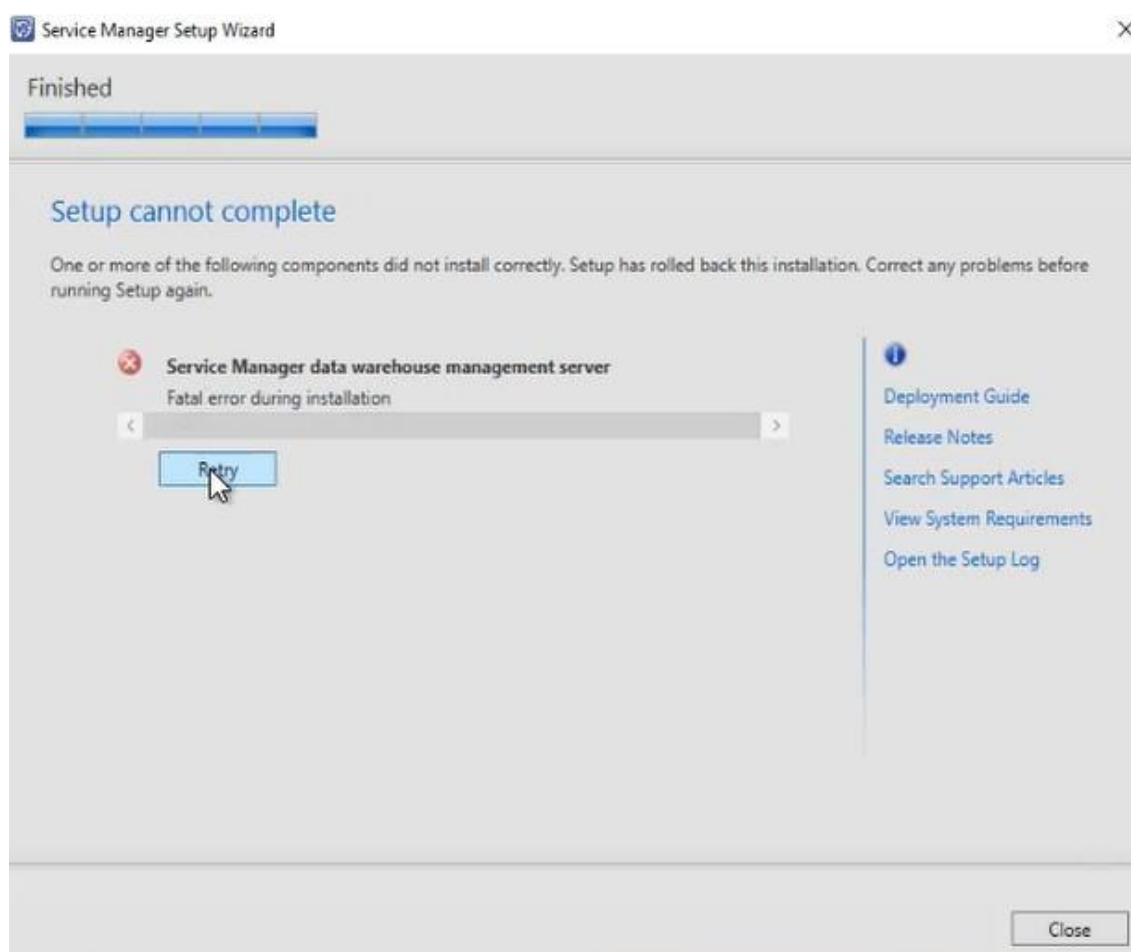 Service Manager Setup Wizard
Finished
Setup cannot complete
One or more of the following components did not install correctly. Setup has rolled back this installation. Correct any problems before
running Setup again.
Service Manager data warehouse management server
Fatal error during installation
Retry
Deployment Guide
Release Notes
Search Support Articles
View System Requirements
Open the Setup Log
Close